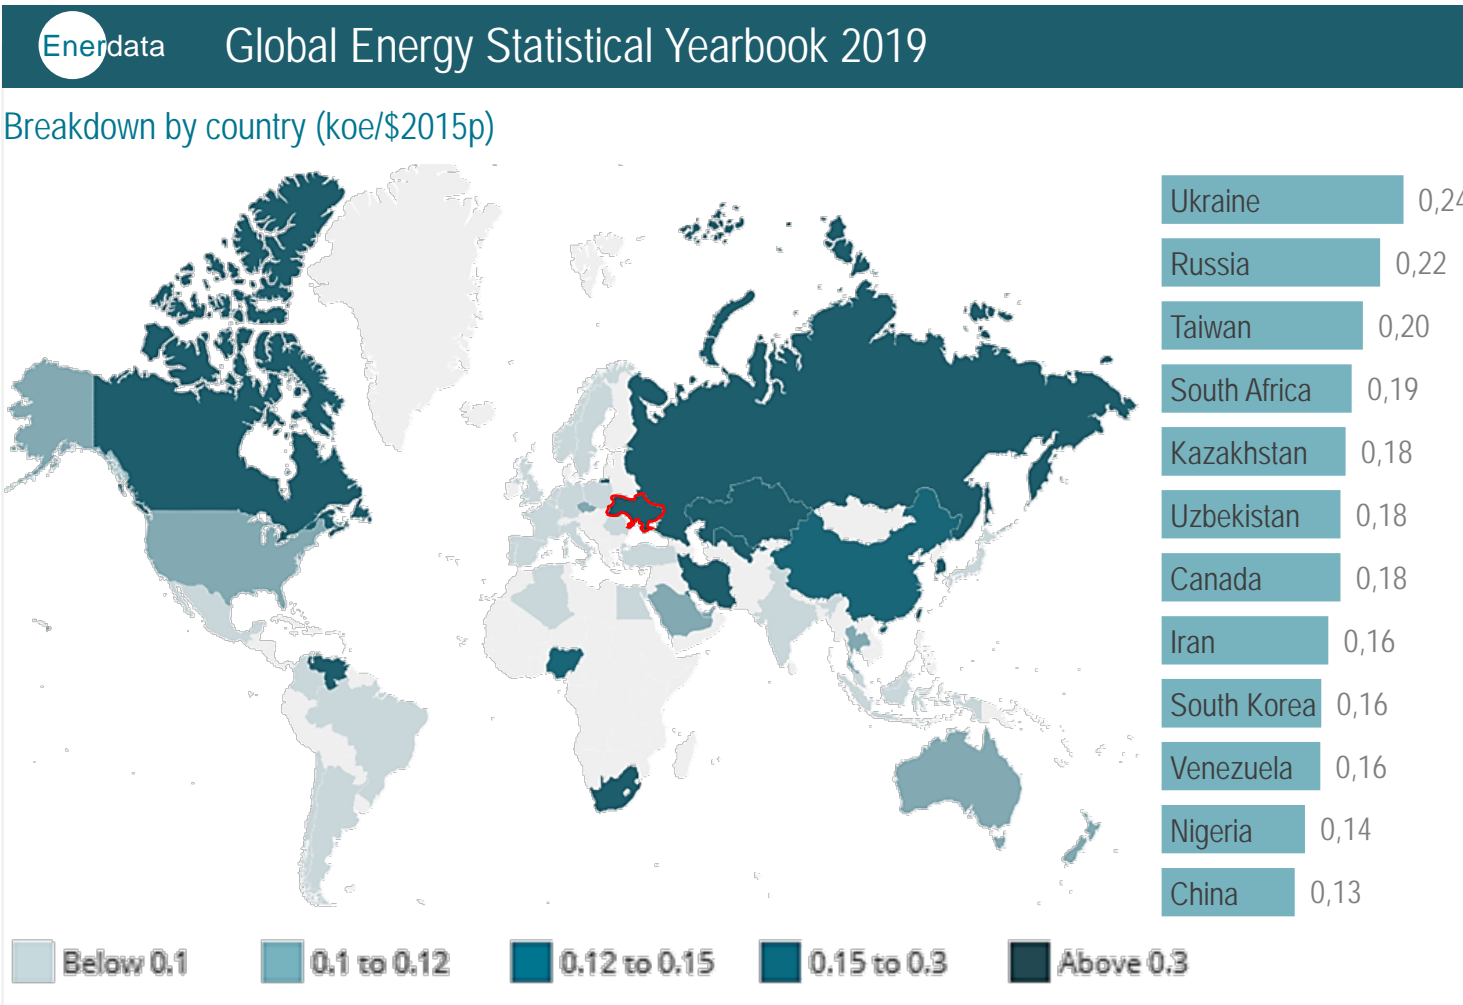 Enerdata
Global Energy Statistical Yearbook 2019
Breakdown by country (koe/$2015p)
Ukraine 0,24
Russia 0,22
Taiwan 0,20
South Africa 0,19
Kazakhstan 0,18
Uzbekistan 0,18
Canada 0,18
Iran 0,16
South Korea 0,16
Venezuela 0,16
Nigeria 0,14
China 0,13
Below 0.1 0.1 to 0.12 0.12 to 0.15 0.15 to 0.3 Above 0.3